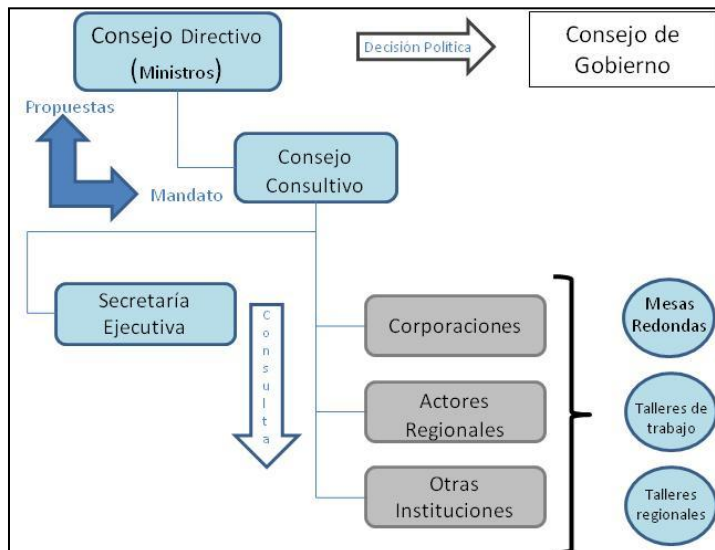 Consejo Directivo
(Ministros)
Decisión Política
Consejo de
Gobierno
Propuestas
Mandato
Consejo
Consultivo
Secretaría
Ejecutiva
Consulta
Corporaciones
Actores
Regionales
Otras
Instituciones
Mesas
Redondas
Talleres de
trabajo
Talleres
regionales